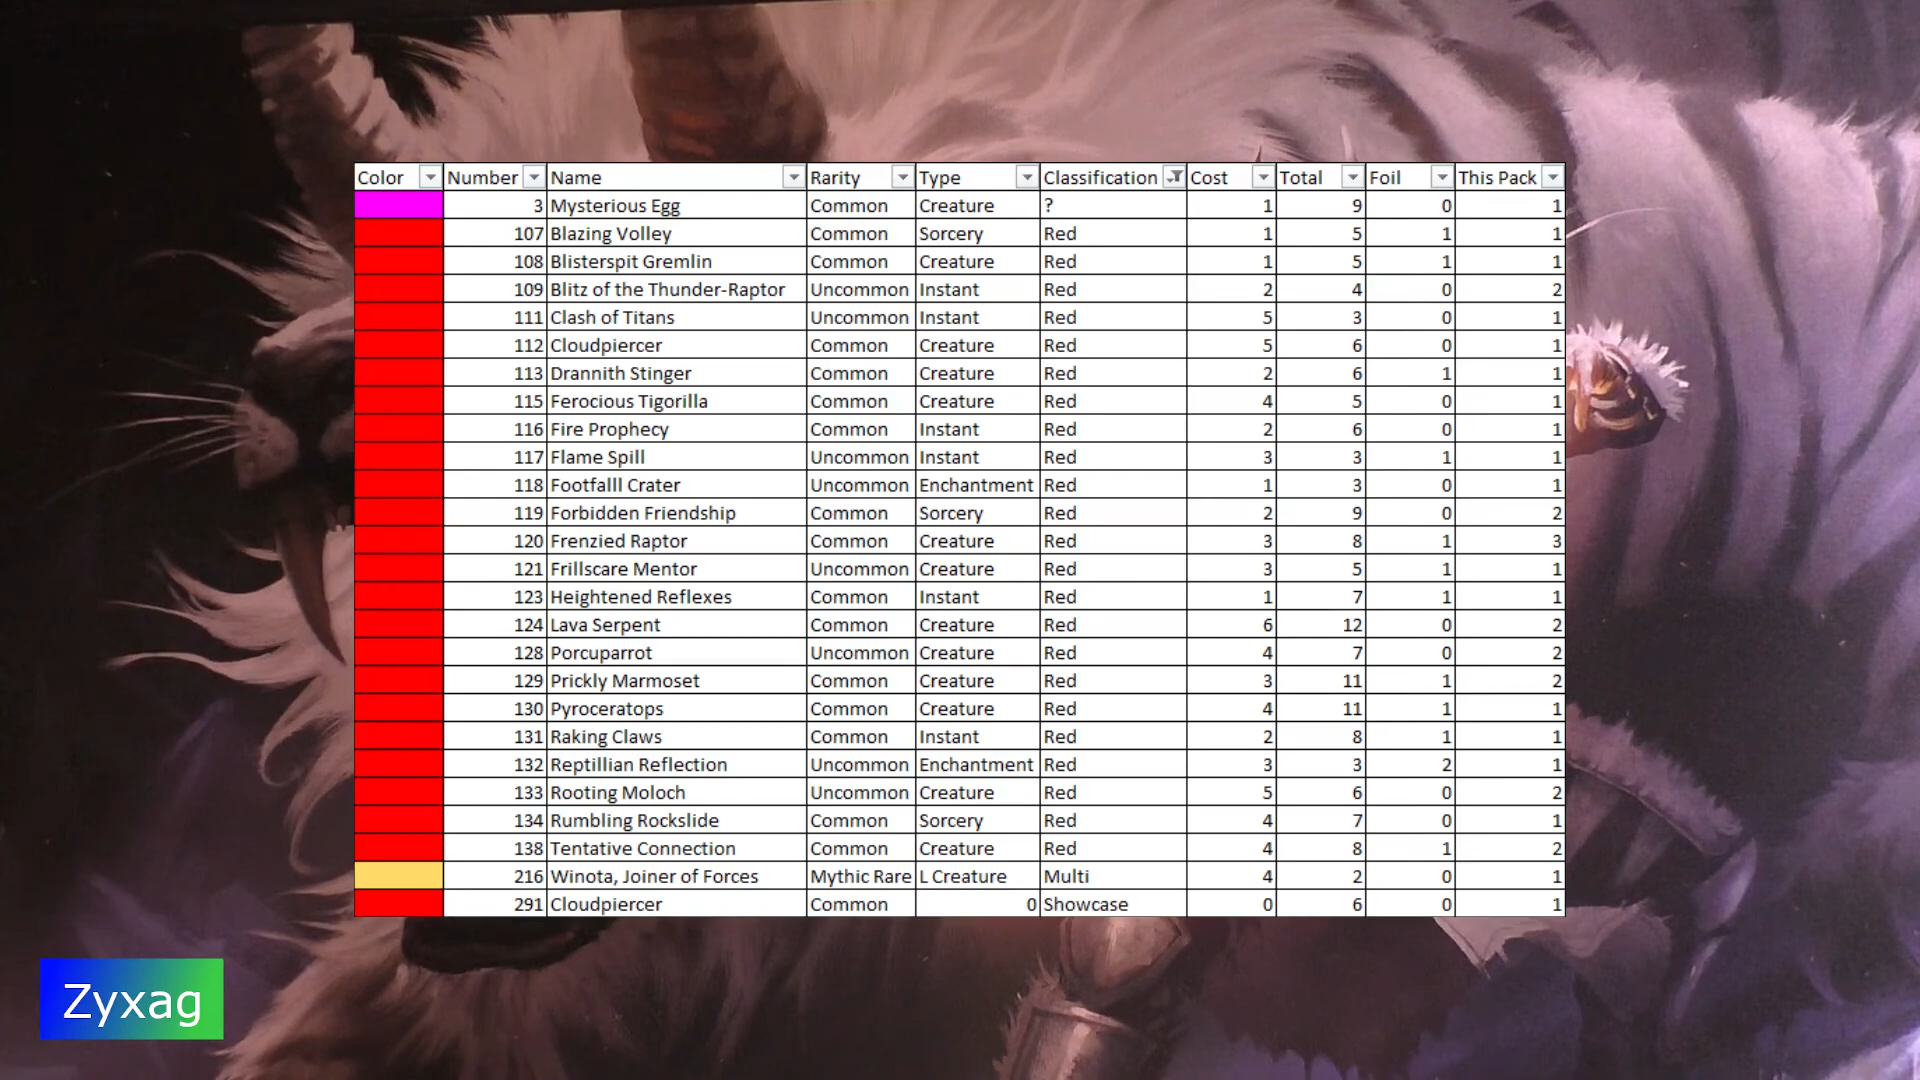 Color Number Name Rarity Type Classification Cost Total Foil This Pack
3 Mysterious Egg Common Creature ? 1 9 0 1
107 Blazing Volley Common Sorcery Red 1 5 1 1
108 Blisterspit Gremlin Common Creature Red 1 5 1 1
109 Blitz of the Thunder-Raptor Uncommon Instant Red 2 4 0 2
111 Clash of Titans Uncommon Instant Red 5 3 0 1
112 Cloudpiercer Common Creature Red 5 6 0 1
113 Drannith Stinger Common Creature Red 2 6 1 1
115 Ferocious Tigorilla Common Creature Red 4 5 0 1
116 Fire Prophecy Common Instant Red 2 6 0 1
117 Flame Spill Uncommon Instant Red 3 3 1 1
118 Footfalll Crater Uncommon Enchantment Red 1 3 0 1
119 Forbidden Friendship Common Sorcery Red 2 9 0 2
120 Frenzied Raptor Common Creature Red 3 8 1 3
121 Frillscare Mentor Uncommon Creature Red 3 5 1 1
123 Heightened Reflexes Common Instant Red 1 7 1 1
124 Lava Serpent Common Creature Red 6 12 0 2
128 Porcuparrot Uncommon Creature Red 4 7 0 2
129 Prickly Marmoset Common Creature Red 3 11 1 2
130 Pyroceratops Common Creature Red 4 11 1 1
131 Raking Claws Common Instant Red 2 8 1 1
132 Reptillian Reflection Uncommon Enchantment Red 3 3 2 1
133 Rooting Moloch Uncommon Creature Red 5 6 0 2
134 Rumbling Rockslide Common Sorcery Red 4 7 0 1
138 Tentative Connection Common Creature Red 4 8 1 2
216 Winota, Joiner of Forces Mythic Rare L Creature Multi 4 2 0 1
291 Cloudpiercer Common 0 Showcase 0 6 0 1
Zyxag